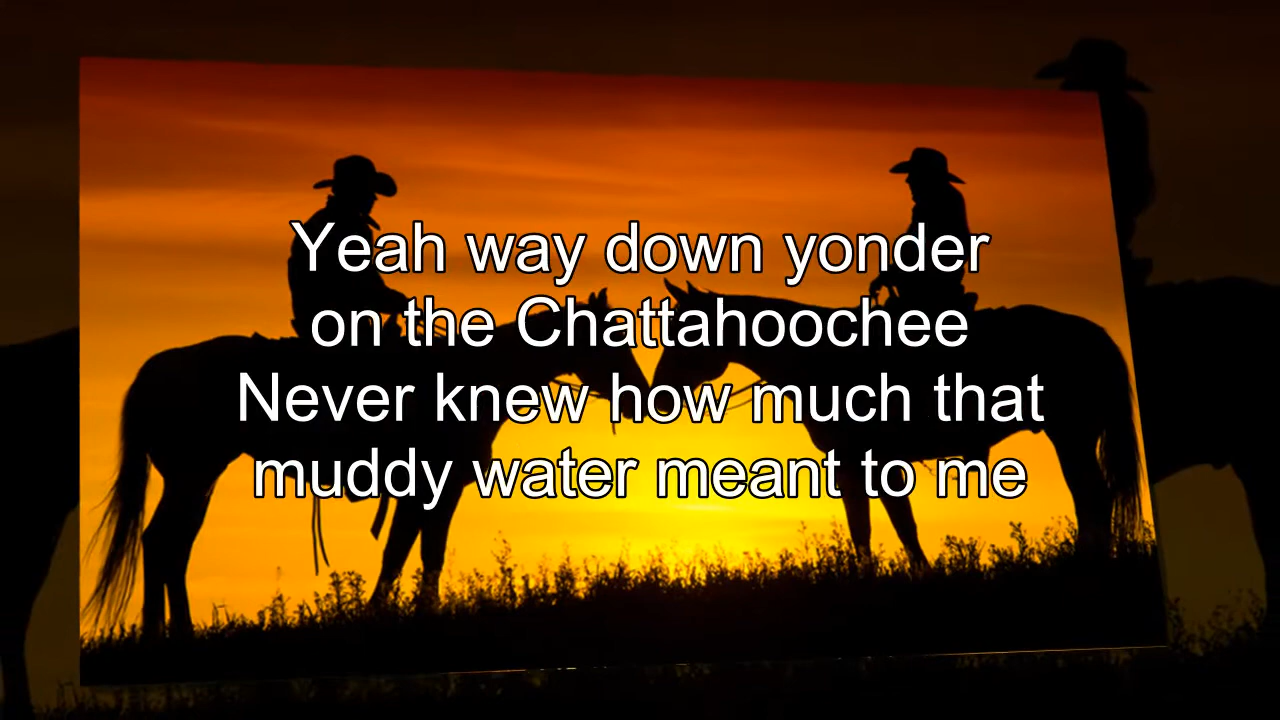 Yeah way down yonder
on the Chattahoochee
Never knew how much that
muddy water meant to me